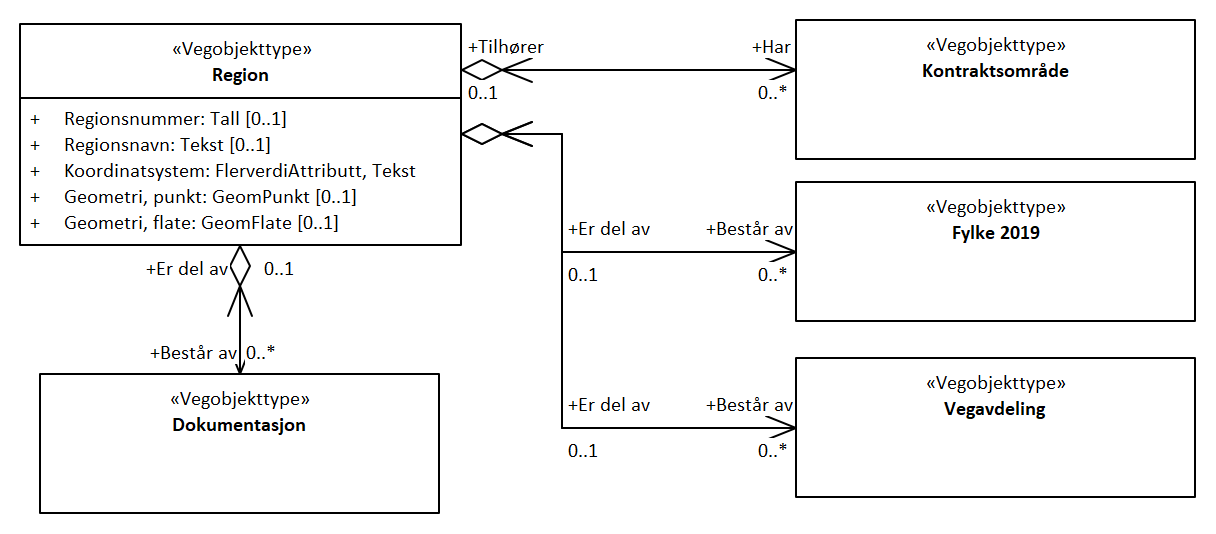 «Vegobjekttype»
Region
+ Regionsnummer: Tall [0..1]
+ Regionsnavn: Tekst [0..1]
+ Koordinatsystem: FlerverdiAttributt, Tekst
+ Geometri, punkt: GeomPunkt [0..1]
+ Geometri, flate: GeomFlate [0..1]
+Tilhører
0..1
+Har
0..*
«Vegobjekttype»
Kontraktsområde
+Er del av
0..1
+Består av
0..*
«Vegobjekttype»
Fylke 2019
+Er del av
0..1
+Består av
0..*
«Vegobjekttype»
Vegavdeling
+Er del av
0..1
+Består av
0..*
«Vegobjekttype»
Dokumentasjon